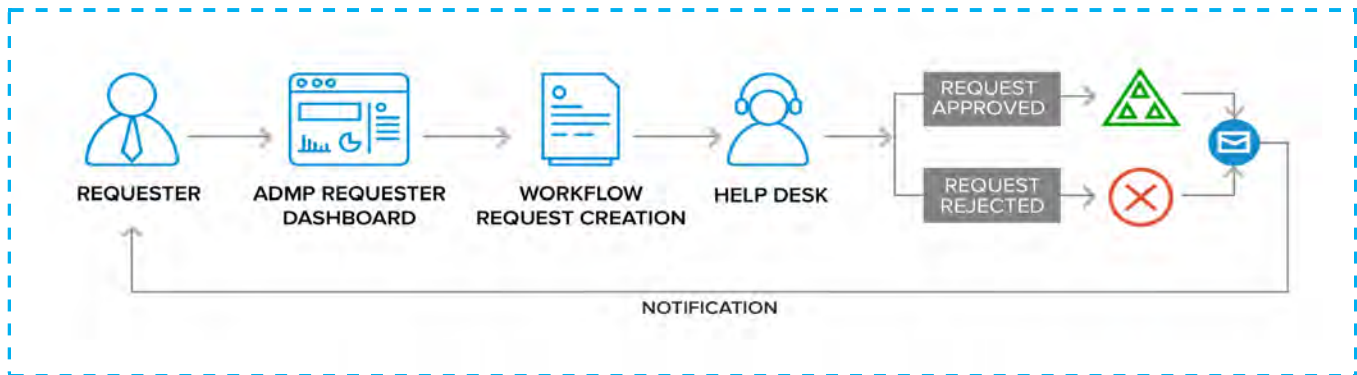 REQUESTER
ADMP REQUESTER
DASHBOARD
WORKFLOW
REQUEST CREATION
HELP DESK
REQUEST
APPROVED
REQUEST
REJECTED
NOTIFICATION